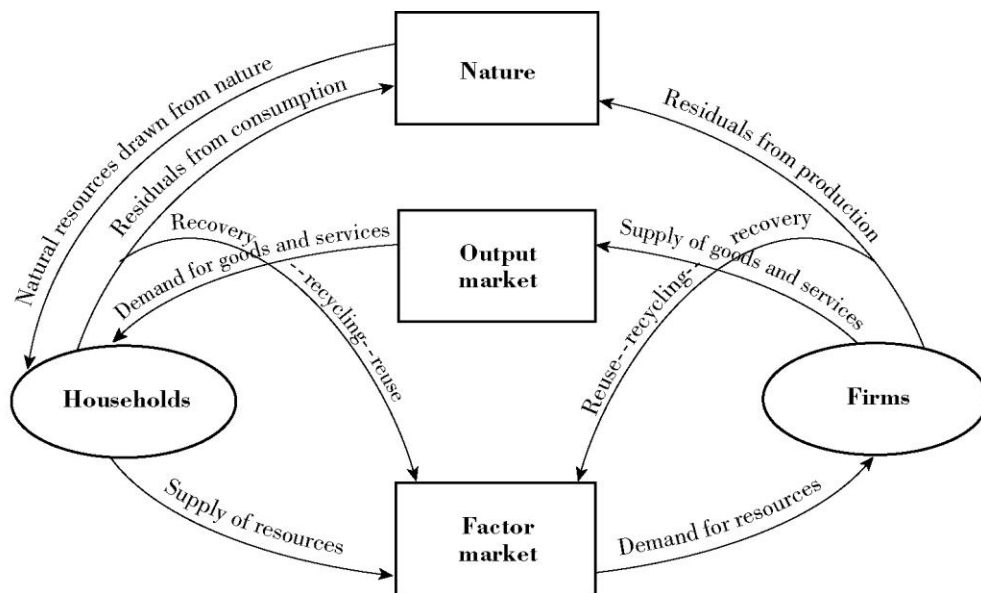 Nature
Natural resources drawn from nature
Residuals from consumption
Residuals from production
Recovery--recycling--reuse
Demand for goods and services
Output
market
Supply of goods and services
Reuse--recycling--recovery
Households
Firms
Supply of resources
Factor
market
Demand for resources